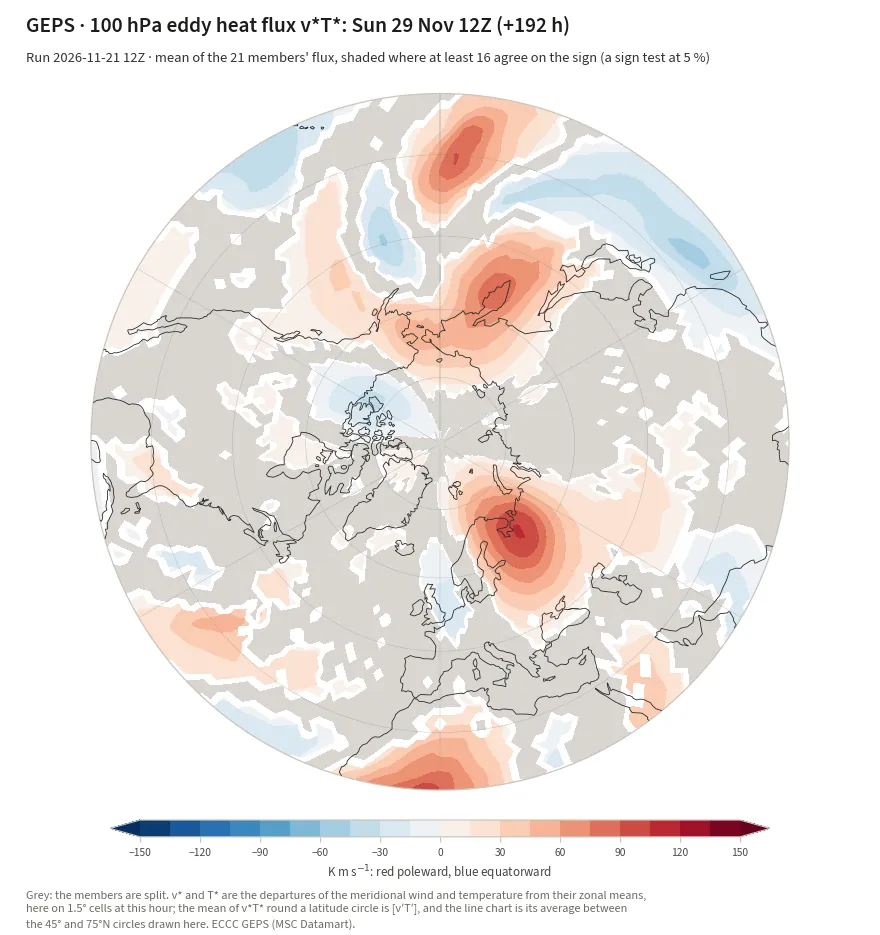 GEPS · 100 hPa eddy heat flux v*T*: Sun 29 Nov 12Z (+192 h)
Run 2026-11-21 12Z · mean of the 21 members' flux, shaded where at least 16 agree on the sign (a sign test at 5 %)
−150 −120 −90 −60 −30 0 30 60 90 120 150
K m s⁻¹: red poleward, blue equatorward
Grey: the members are split. v* and T* are the departures of the meridional wind and temperature from their zonal means,
here on 1.5° cells at this hour; the mean of v*T* round a latitude circle is [v'T'], and the line chart is its average between
the 45° and 75°N circles drawn here. ECCC GEPS (MSC Datamart).